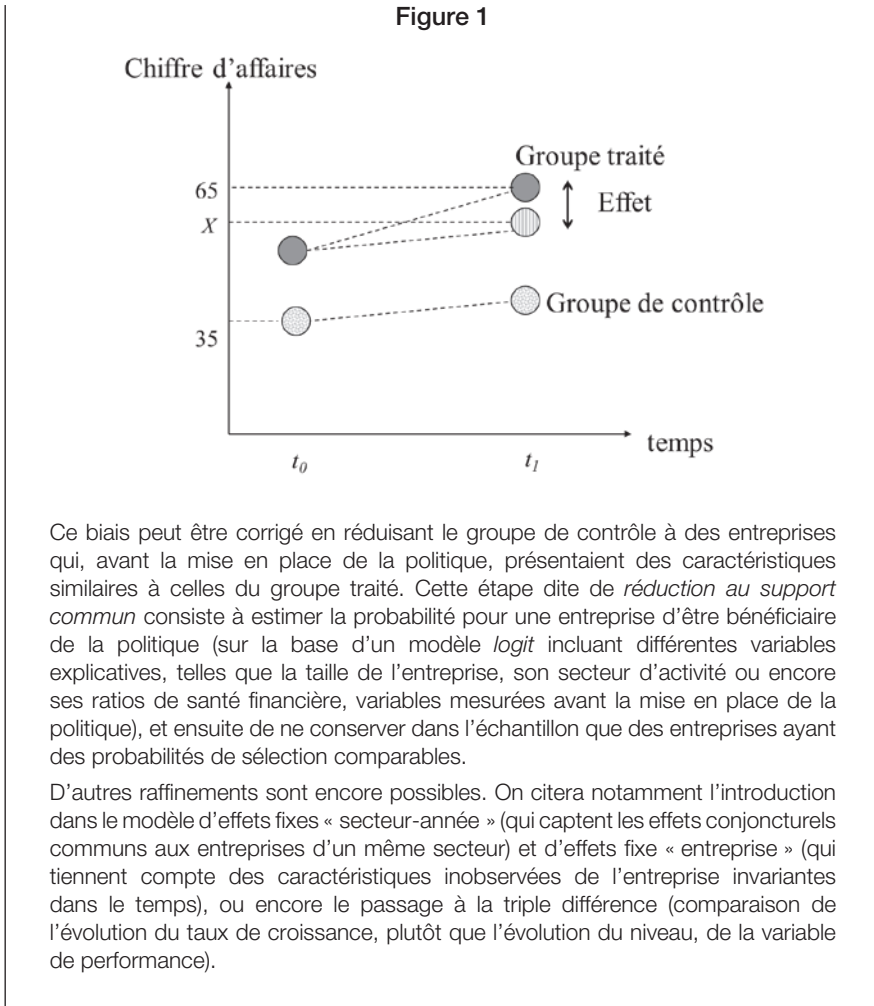 Figure 1
Chiffre d’affaires
Groupe traité
65
Effet
X
Groupe de contrôle
35
temps
t0
t1
Ce biais peut être corrigé en réduisant le groupe de contrôle à des entreprises
qui, avant la mise en place de la politique, présentaient des caractéristiques
similaires à celles du groupe traité. Cette étape dite de réduction au support
commun consiste à estimer la probabilité pour une entreprise d’être bénéficiaire
de la politique (sur la base d’un modèle logit incluant différentes variables
explicatives, telles que la taille de l’entreprise, son secteur d’activité ou encore
ses ratios de santé financière, variables mesurées avant la mise en place de la
politique), et ensuite de ne conserver dans l’échantillon que des entreprises ayant
des probabilités de sélection comparables.
D’autres raffinements sont encore possibles. On citera notamment l’introduction
dans le modèle d’effets fixes « secteur-année » (qui captent les effets conjoncturels
communs aux entreprises d’un même secteur) et d’effets fixe « entreprise » (qui
tiennent compte des caractéristiques inobservées de l’entreprise invariantes
dans le temps), ou encore le passage à la triple différence (comparaison de
l’évolution du taux de croissance, plutôt que l’évolution du niveau, de la variable
de performance).